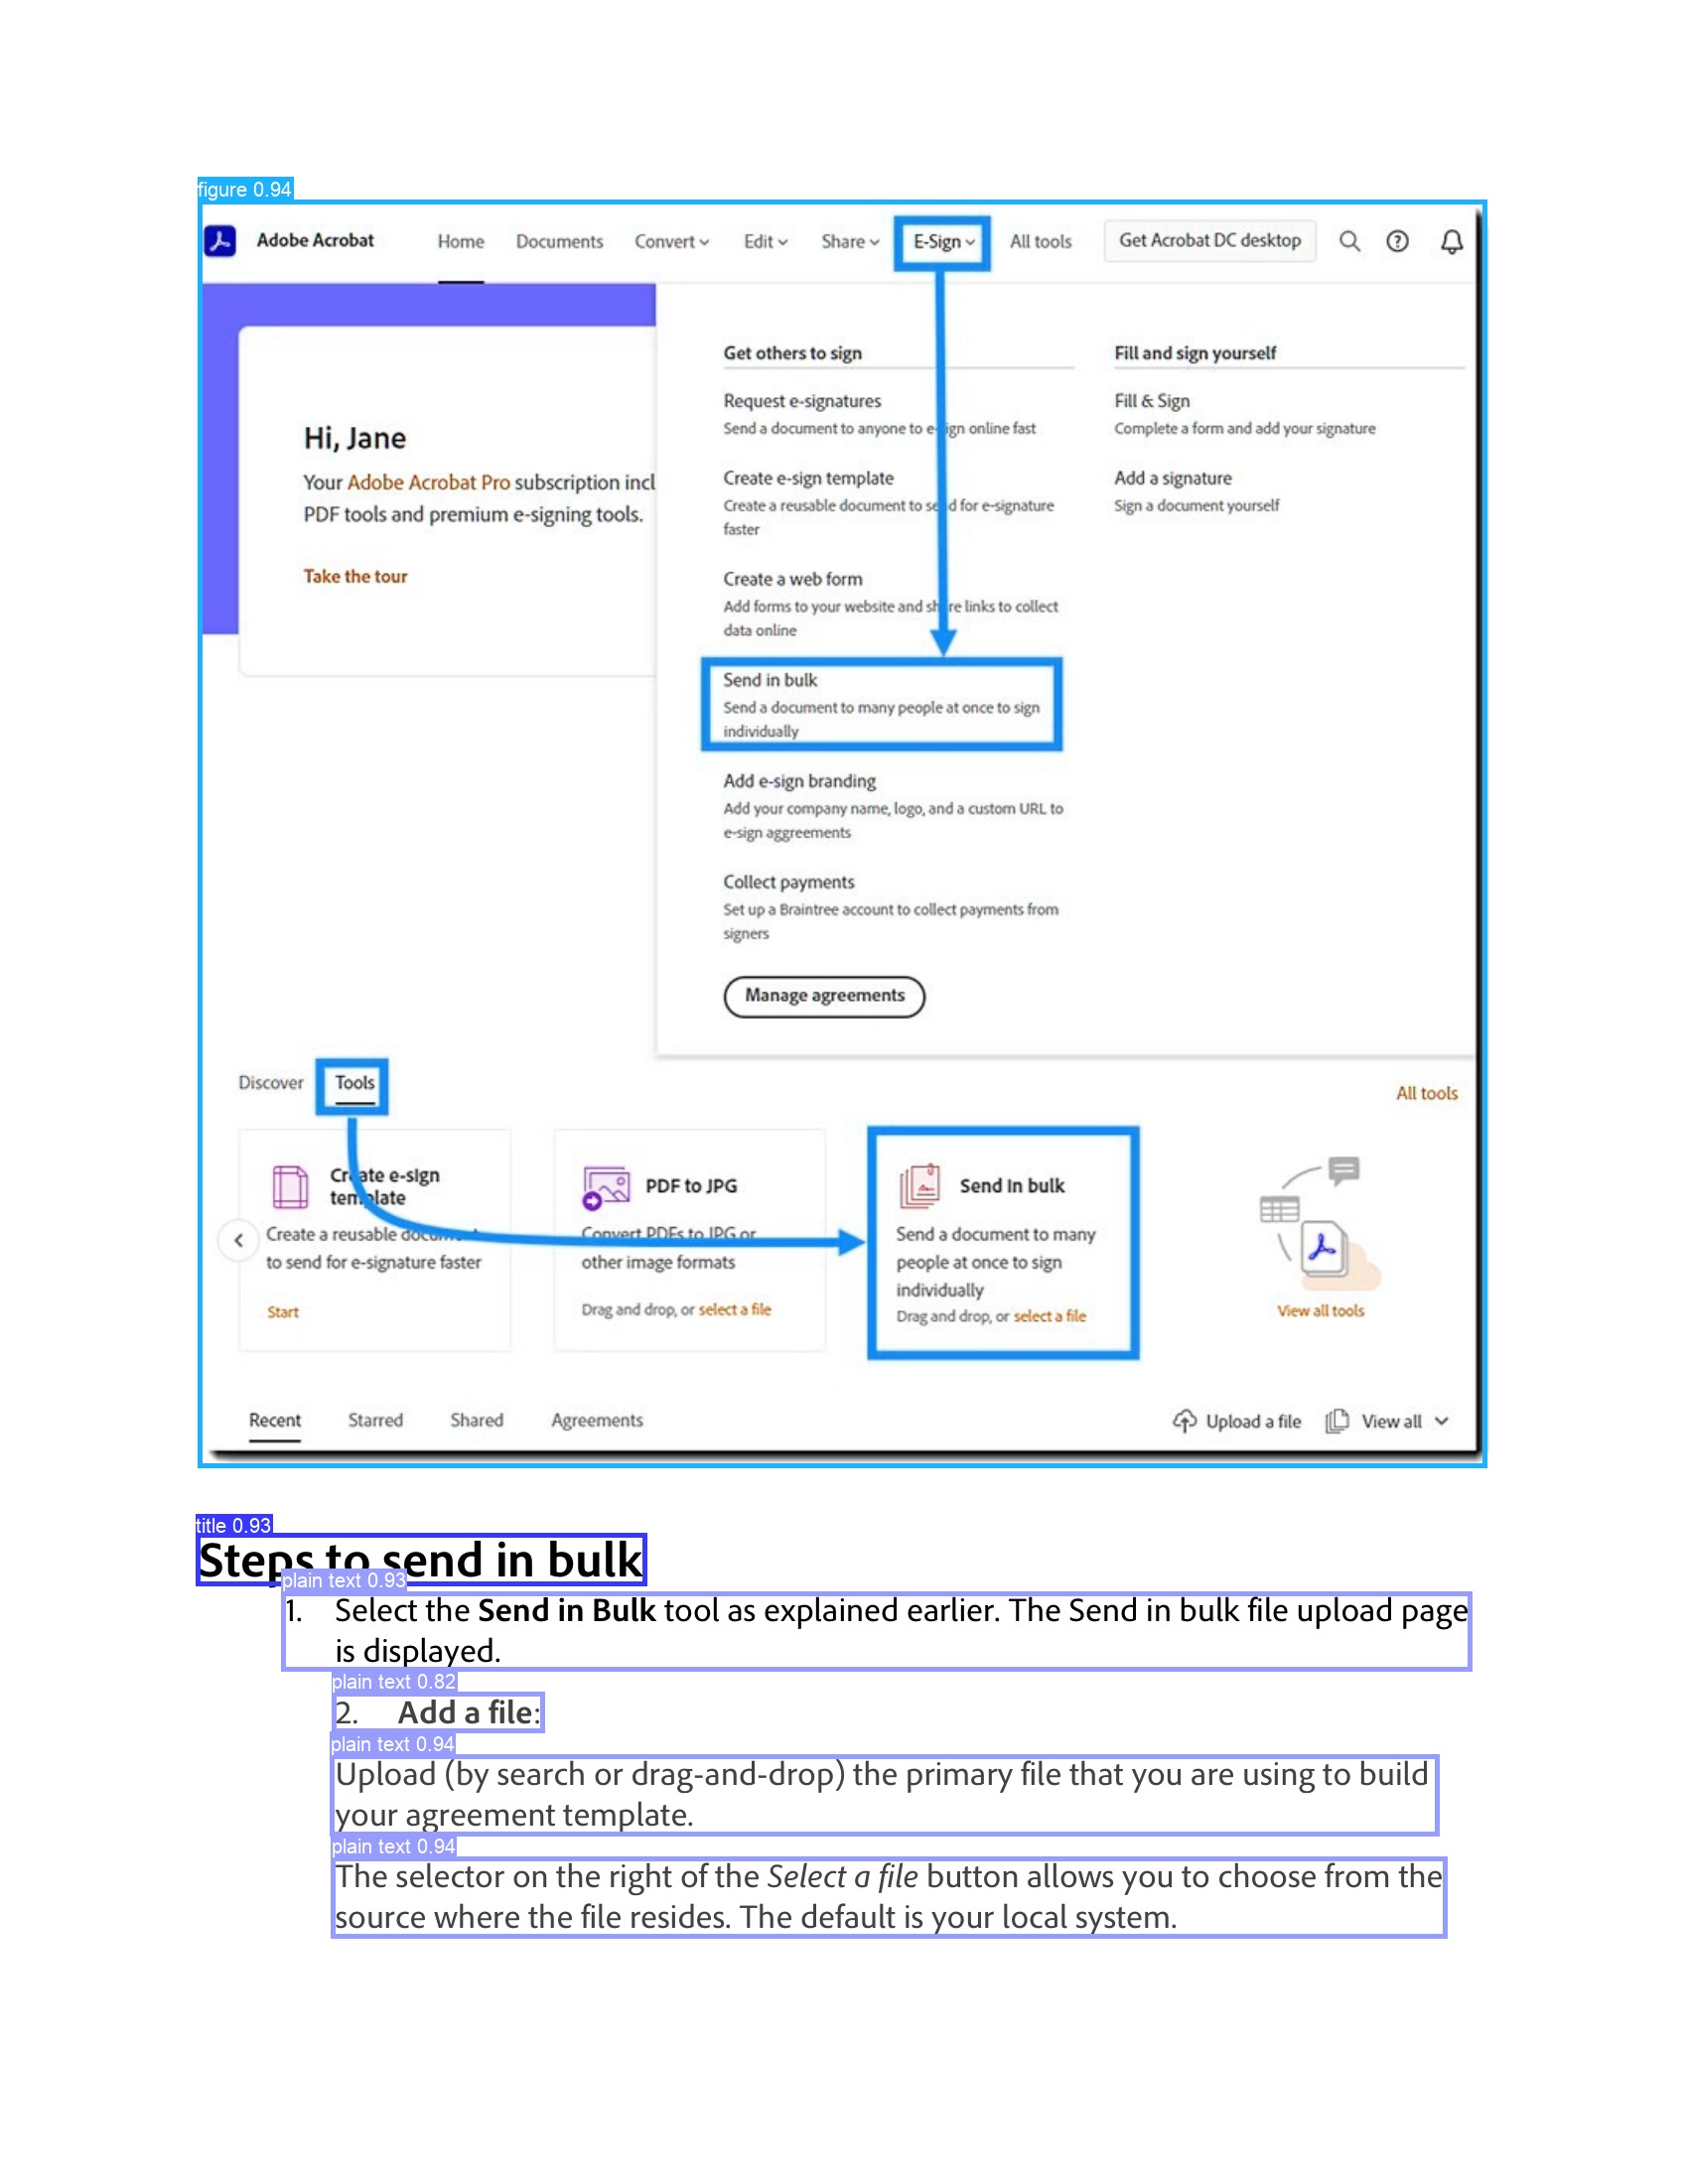 figure 0.94
Adobe Acrobat Home Documents Convert Edit Share E-Sign All tools Get Acrobat DC desktop
Get others to sign
Request e-signatures
Send a document to anyone to e-sign online fast
Create e-sign template
Create a reusable document to send for e-signature
faster
Create a web form
Add forms to your website and share links to collect
data online
Send in bulk
Send a document to many people at once to sign
individually
Add e-sign branding
Add your company name, logo, and a custom URL to
e-sign aggreements
Collect payments
Set up a Braintree account to collect payments from
signers
Manage agreements
Fill and sign yourself
Fill & Sign
Complete a form and add your signature
Add a signature
Sign a document yourself
Hi, Jane
Your Adobe Acrobat Pro subscription incl
PDF tools and premium e-signing tools.
Take the tour
Discover Tools
All tools
Create e-sign
template
Create a reusable document
to send for e-signature faster
Start
PDF to JPG
Convert PDFs to JPG or
other image formats
Drag and drop, or select a file
Send in bulk
Send a document to many
people at once to sign
individually
Drag and drop, or select a file
View all tools
Recent Starred Shared Agreements Upload a file View all
title 0.93
Steps to send in bulk
plain text 0.93
1. Select the Send in Bulk tool as explained earlier. The Send in bulk file upload page
is displayed.
plain text 0.82
2. Add a file:
plain text 0.94
Upload (by search or drag-and-drop) the primary file that you are using to build
your agreement template.
plain text 0.94
The selector on the right of the Select a file button allows you to choose from the
source where the file resides. The default is your local system.